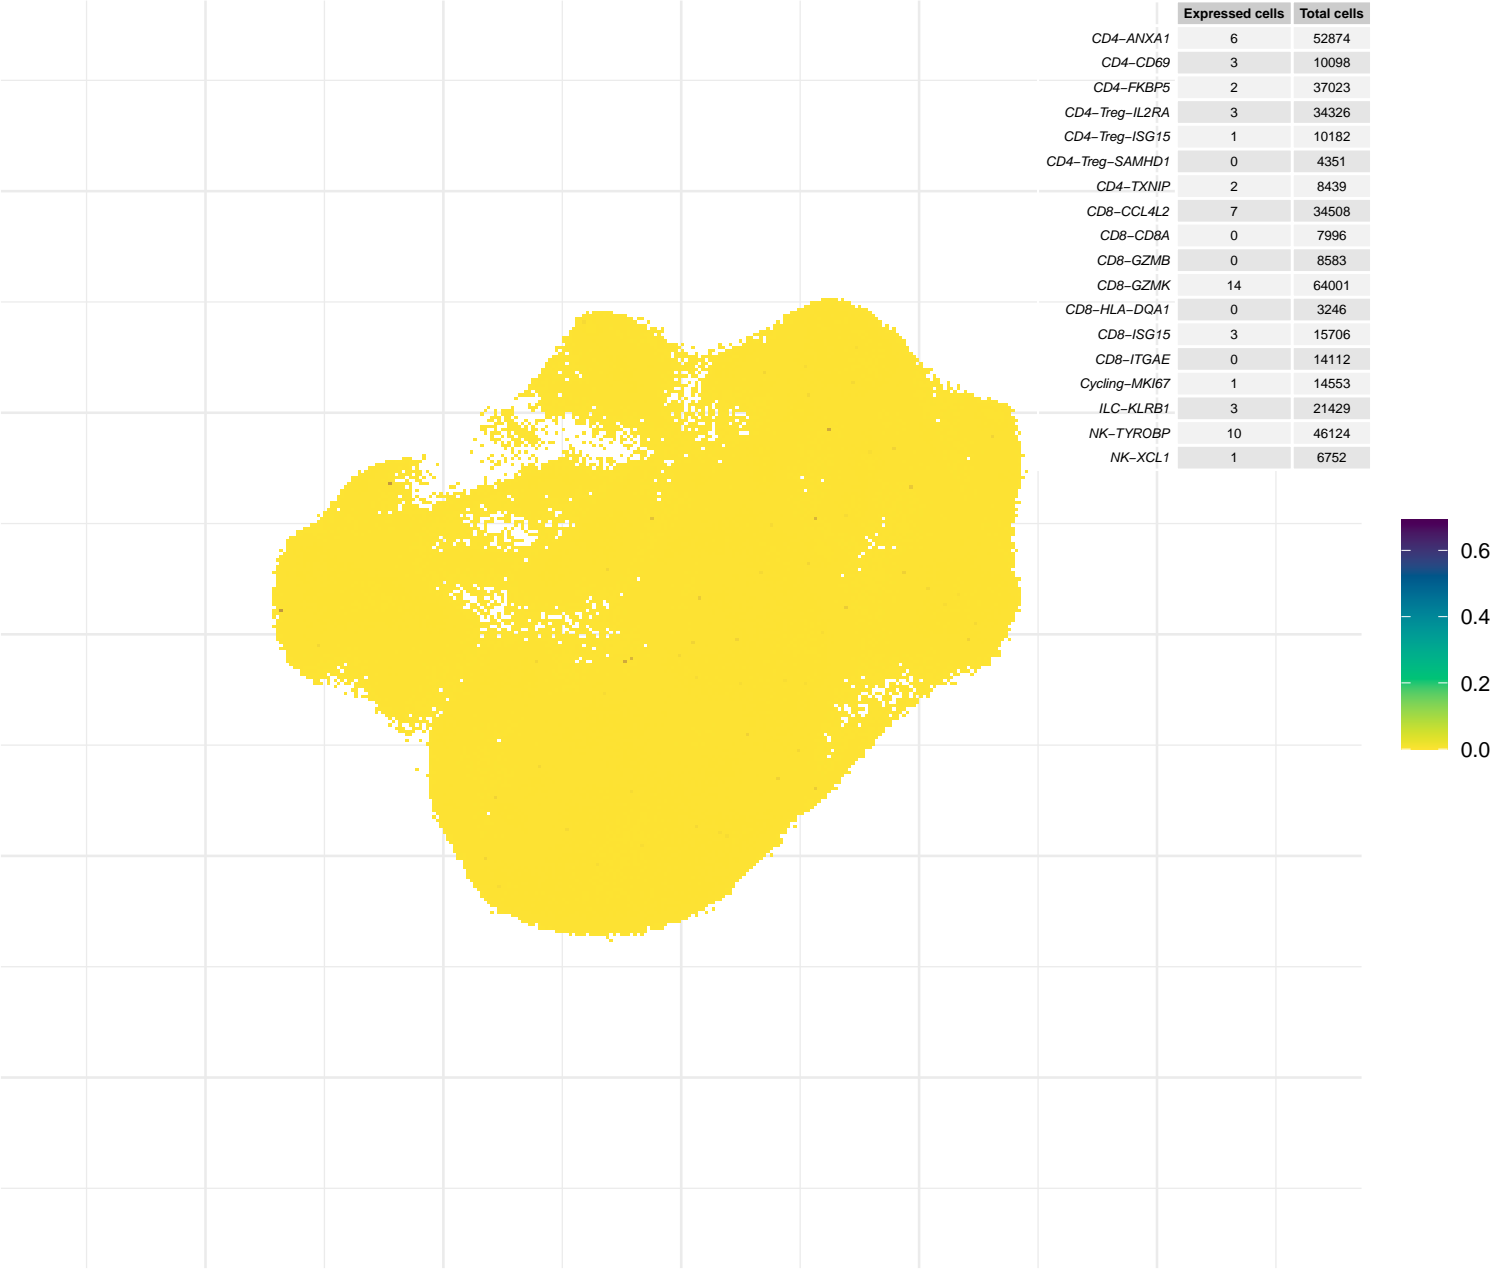 Expressed cells Total cells
CD4−ANXA1 6 52874
CD4−CD69 3 10098
CD4−FKBP5 2 37023
CD4−Treg−IL2RA 3 34326
CD4−Treg−ISG15 1 10182
CD4−Treg−SAMHD1 0 4351
CD4−TXNIP 2 8439
CD8−CCL4L2 7 34508
CD8−CD8A 0 7996
CD8−GZMB 0 8583
CD8−GZMK 14 64001
CD8−HLA−DQA1 0 3246
CD8−ISG15 3 15706
CD8−ITGAE 0 14112
Cycling−MKI67 1 14553
ILC−KLRB1 3 21429
NK−TYROBP 10 46124
NK−XCL1 1 6752
0.6
0.4
0.2
0.0